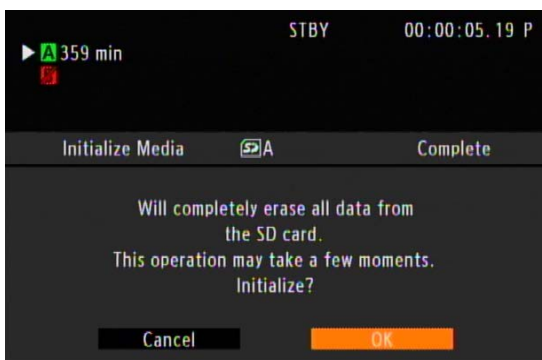 STBY 00:00:05.19 P
A 359 min
Initialize Media SD A Complete
Will completely erase all data from
the SD card.
This operation may take a few moments.
Initialize?
Cancel OK